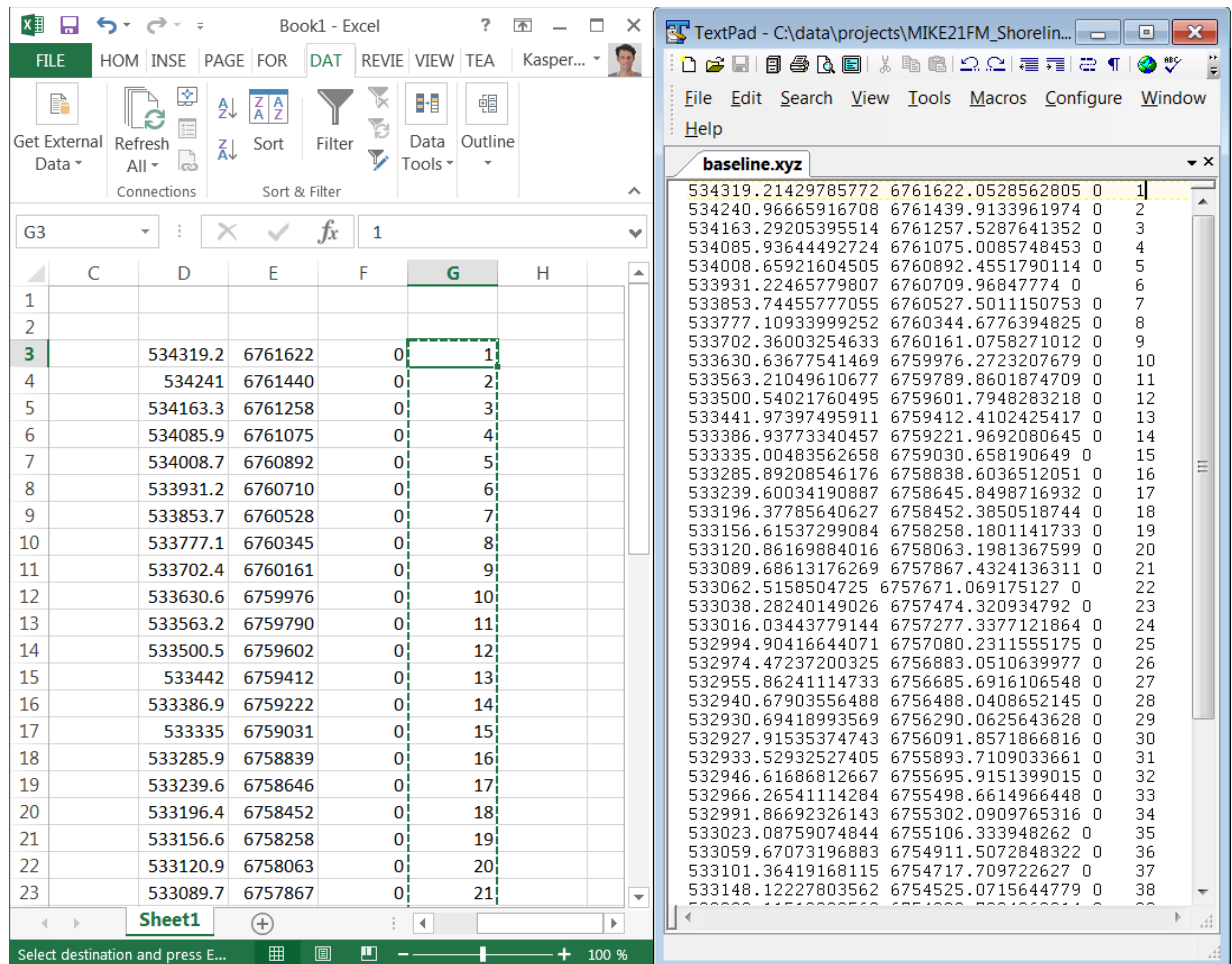 Book1 - Excel
FILE HOM INSE PAGE FOR DAT REVIE VIEW TEA Kasper...
Get External Data
Refresh All
Sort
Filter
Data Tools
Outline
Connections
Sort & Filter
G3 fx 1
C D E F G H
1
2
3 534319.2 6761622 0 1
4 534241 6761440 0 2
5 534163.3 6761258 0 3
6 534085.9 6761075 0 4
7 534008.7 6760892 0 5
8 533931.2 6760710 0 6
9 533853.7 6760528 0 7
10 533777.1 6760345 0 8
11 533702.4 6760161 0 9
12 533630.6 6759976 0 10
13 533563.2 6759790 0 11
14 533500.5 6759602 0 12
15 533442 6759412 0 13
16 533386.9 6759222 0 14
17 533335 6759031 0 15
18 533285.9 6758839 0 16
19 533239.6 6758646 0 17
20 533196.4 6758452 0 18
21 533156.6 6758258 0 19
22 533120.9 6758063 0 20
23 533089.7 6757867 0 21
Sheet1
Select destination and press E...
100 %
TextPad - C:\data\projects\MIKE21FM_Shorelin...
File Edit Search View Tools Macros Configure Window
Help
baseline.xyz
534319.21429785772 6761622.0528562805 0 1
534240.96665916708 6761439.9133961974 0 2
534163.29205395514 6761257.5287641352 0 3
534085.93644492724 6761075.0085748453 0 4
534008.65921604505 6760892.4551790114 0 5
533931.22465779807 6760709.96847774 0 6
533853.74455777055 6760527.5011150753 0 7
533777.10933999252 6760344.6776394825 0 8
533702.36003254633 6760161.0758271012 0 9
533630.63677541469 6759976.2723207679 0 10
533563.21049610677 6759789.8601874709 0 11
533500.54021760495 6759601.7948283218 0 12
533441.97397495911 6759412.4102425417 0 13
533386.93773340457 6759221.9692080645 0 14
533335.00483562658 6759030.658190649 0 15
533285.89208546176 6758838.6036512051 0 16
533239.60034190887 6758645.8498716932 0 17
533196.37785640627 6758452.3850518744 0 18
533156.61537299084 6758258.1801141733 0 19
533120.86169884016 6758063.1981367599 0 20
533089.68613176269 6757867.4324136311 0 21
533062.5158504725 6757671.069175127 0 22
533038.28240149026 6757474.320934792 0 23
533016.03443779144 6757277.3377121864 0 24
532994.90416644071 6757080.2311555175 0 25
532974.47237200325 6756883.0510639977 0 26
532955.86241114733 6756685.6916106548 0 27
532940.67903556488 6756488.0408652145 0 28
532930.69418993569 6756290.0625643628 0 29
532927.91535374743 6756091.8571866816 0 30
532933.52932527405 6755893.7109033661 0 31
532946.61686812667 6755695.9151399015 0 32
532966.26541114284 6755498.6614966448 0 33
532991.86692326143 6755302.0909765316 0 34
533023.08759074844 6755106.333948262 0 35
533059.67073196883 6754911.5072848322 0 36
533101.36419168115 6754717.709722627 0 37
533148.12227803562 6754525.0715644779 0 38